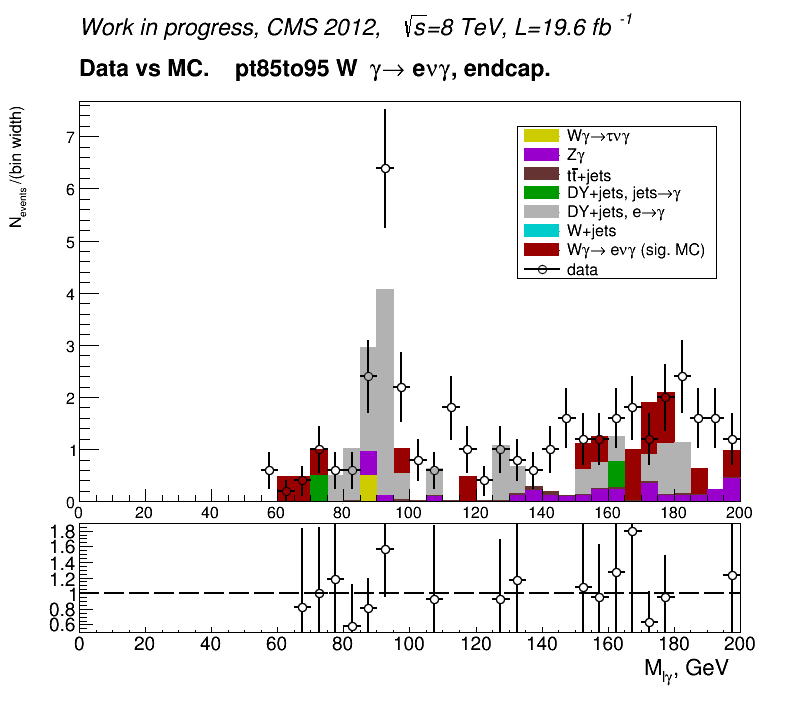 Work in progress, CMS 2012, √s=8 TeV, L=19.6 fb -1
Data vs MC. pt85to95 W γ→ eνγ, endcap.
N events /(bin width)
7
6
5
4
3
2
1
0
Wγ→τνγ
Zγ
tt̄+jets
DY+jets, jets→γ
DY+jets, e→γ
W+jets
Wγ→ eνγ (sig. MC)
data
0 20 40 60 80 100 120 140 160 180 200
1.8
1.6
1.4
1.2
1
0.8
0.6
0 20 40 60 80 100 120 140 160 180 200
M lγ, GeV